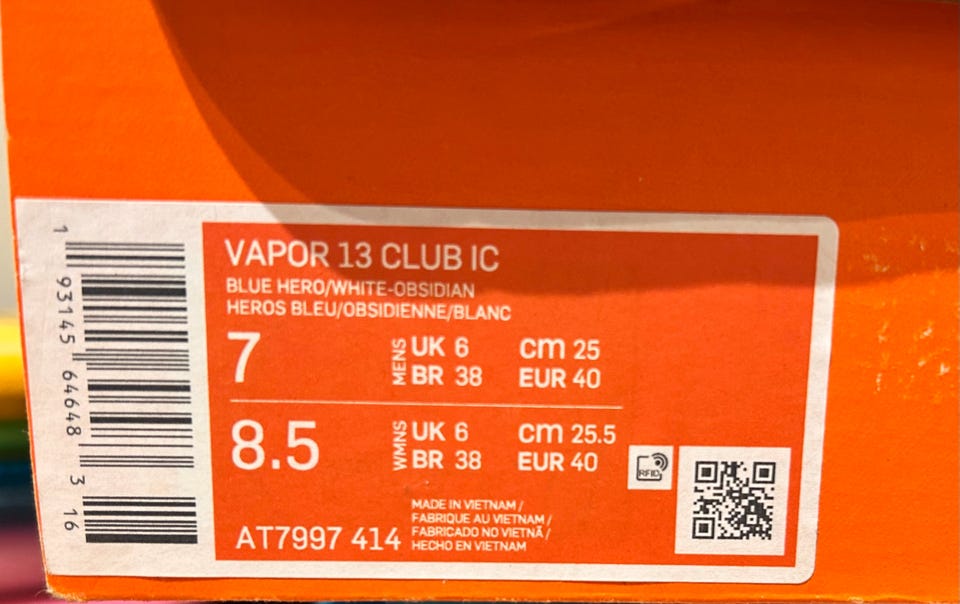 1 93145 64648 3 16
VAPOR 13 CLUB IC
BLUE HERO/WHITE-OBSIDIAN
HEROS BLEU/OBSIDIENNE/BLANC
7 MENS UK 6 cm 25
BR 38 EUR 40
8.5 WMNS UK 6 cm 25.5
BR 38 EUR 40
RFID
AT7997 414
MADE IN VIETNAM /
FABRIQUE AU VIETNAM /
FABRICADO NO VIETNÃ /
HECHO EN VIETNAM